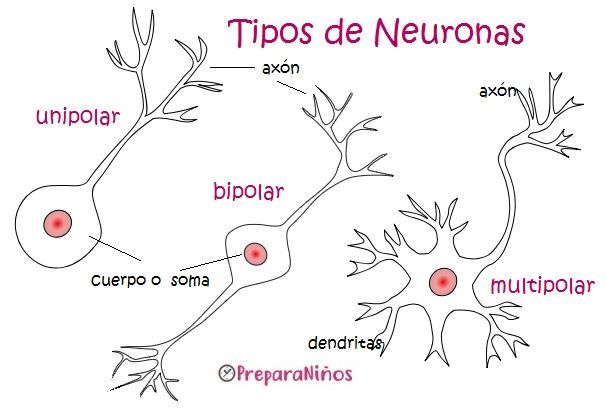 Tipos de Neuronas
axón
axón
unipolar
bipolar
Cuerpo o soma
multipolar
dendritas
PreparaNiños